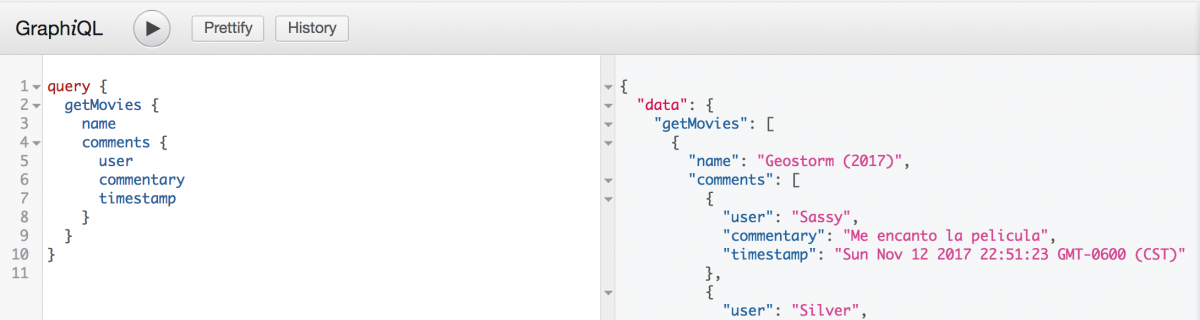 GraphiQL Prettify History
1 query {
2 getMovies {
3 name
4 comments {
5 user
6 commentary
7 timestamp
8 }
9 }
10 }
11
{
"data": {
"getMovies": [
{
"name": "Geostorm (2017)",
"comments": [
{
"user": "Sassy",
"commentary": "Me encanto la pelicula",
"timestamp": "Sun Nov 12 2017 22:51:23 GMT-0600 (CST)"
},
{
"user": "Silver",